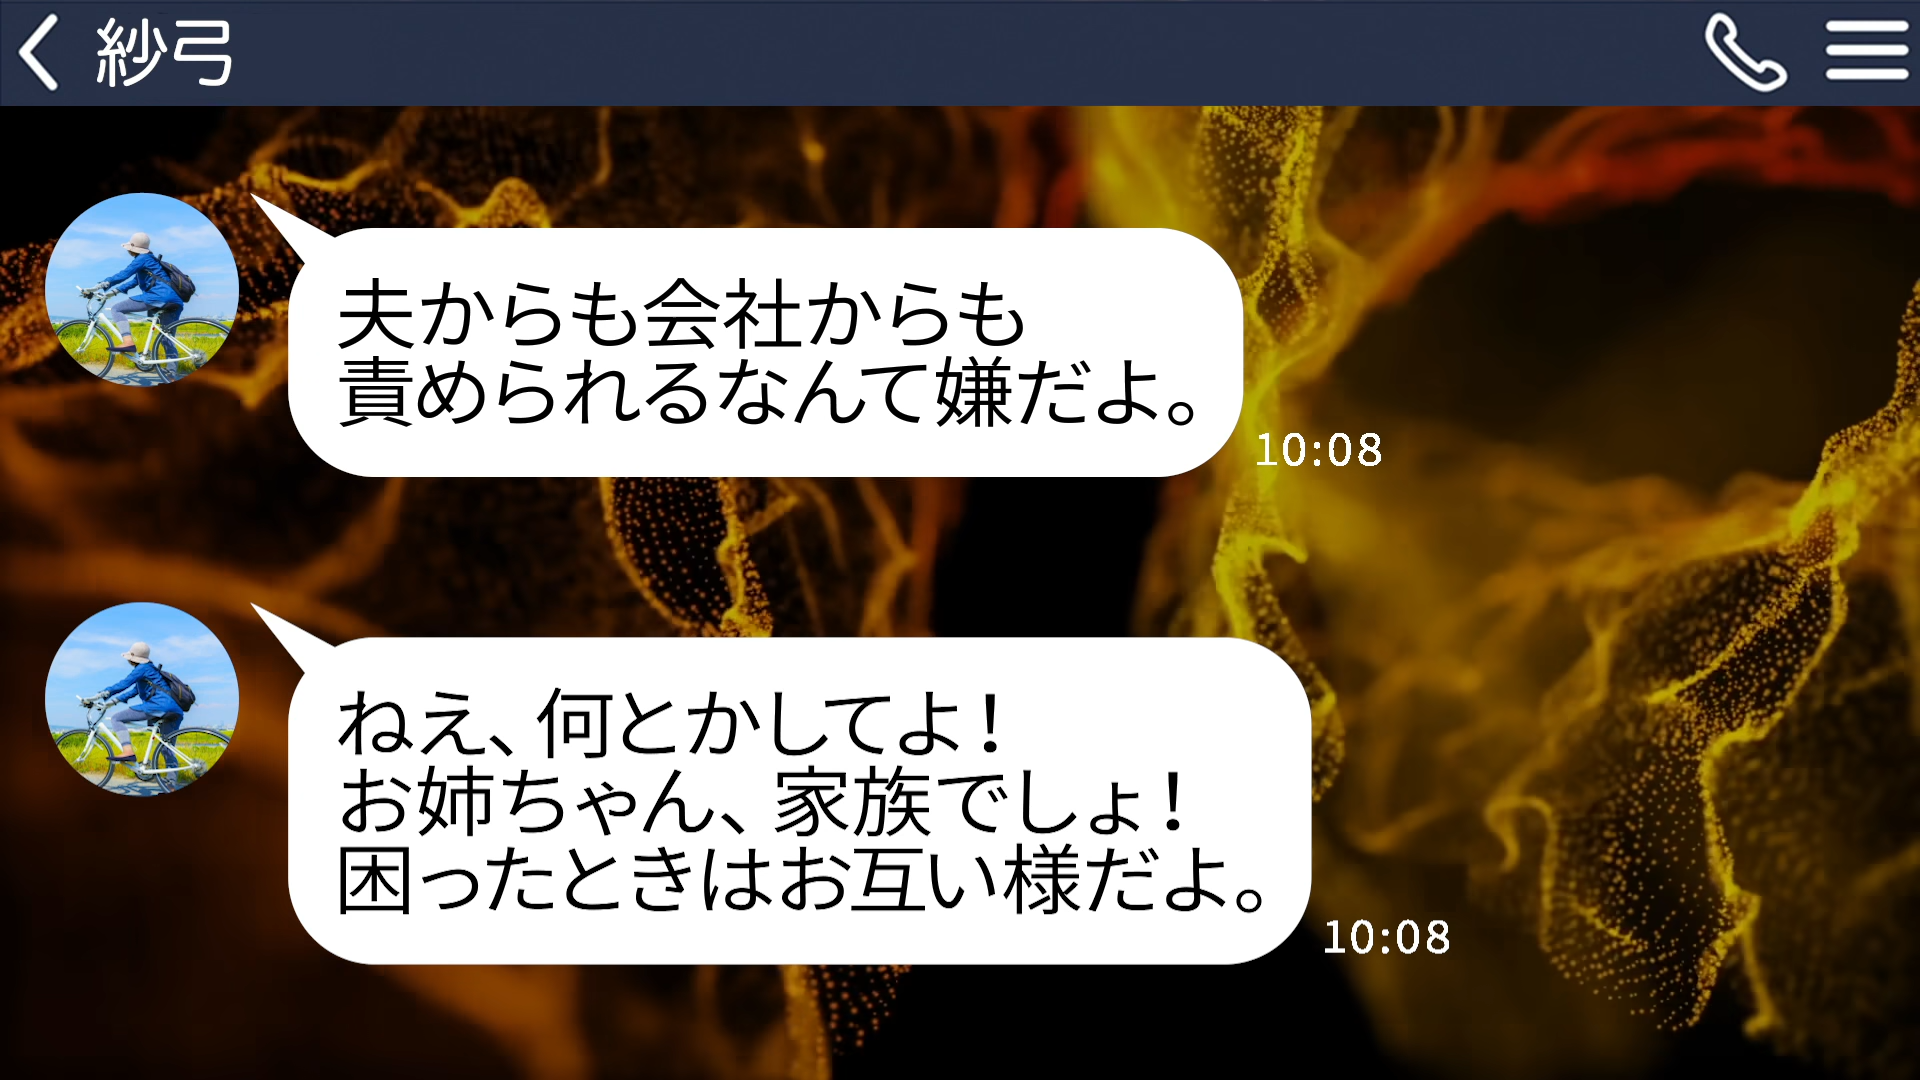 紗弓
夫からも会社からも
責められるなんて嫌だよ。
10:08
ねえ、何とかしてよ！
お姉ちゃん、家族でしょ！
困ったときはお互い様だよ。
10:08